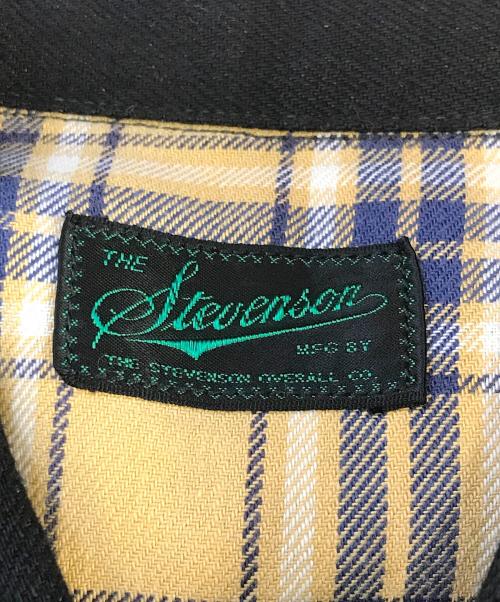 THE
Stevenson
MFG BY
THE STEVENSON OVERALL CO.